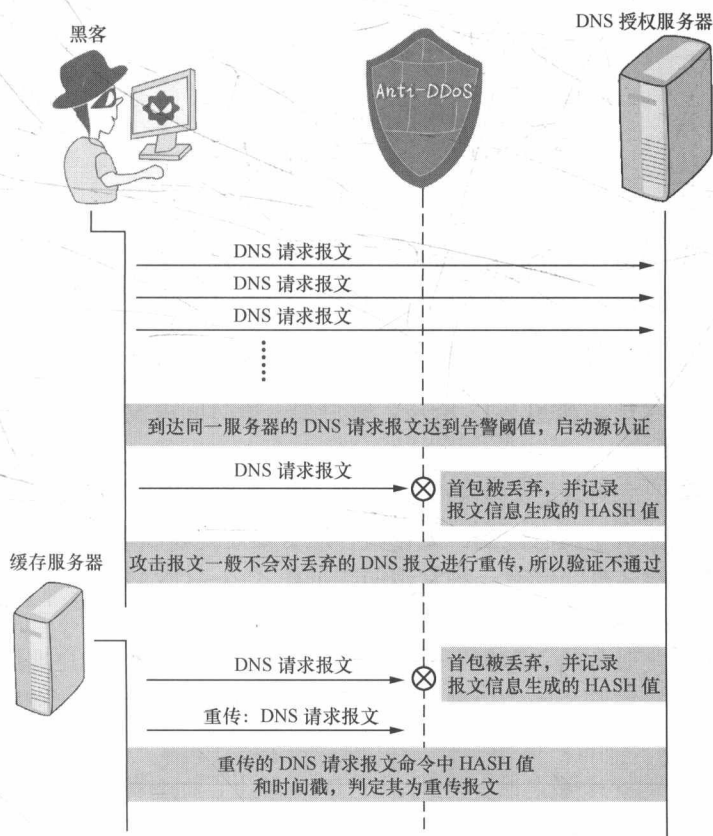 黑客
DNS 授权服务器
Anti-DDoS
DNS 请求报文
DNS 请求报文
DNS 请求报文
到达同一服务器的 DNS 请求报文达到告警阈值，启动源认证
DNS 请求报文
首包被丢弃，并记录
报文信息生成的 HASH 值
缓存服务器
攻击报文一般不会对丢弃的 DNS 报文进行重传，所以验证不通过
DNS 请求报文
首包被丢弃，并记录
报文信息生成的 HASH 值
重传：DNS 请求报文
重传的 DNS 请求报文命令中 HASH 值
和时间戳，判定其为重传报文